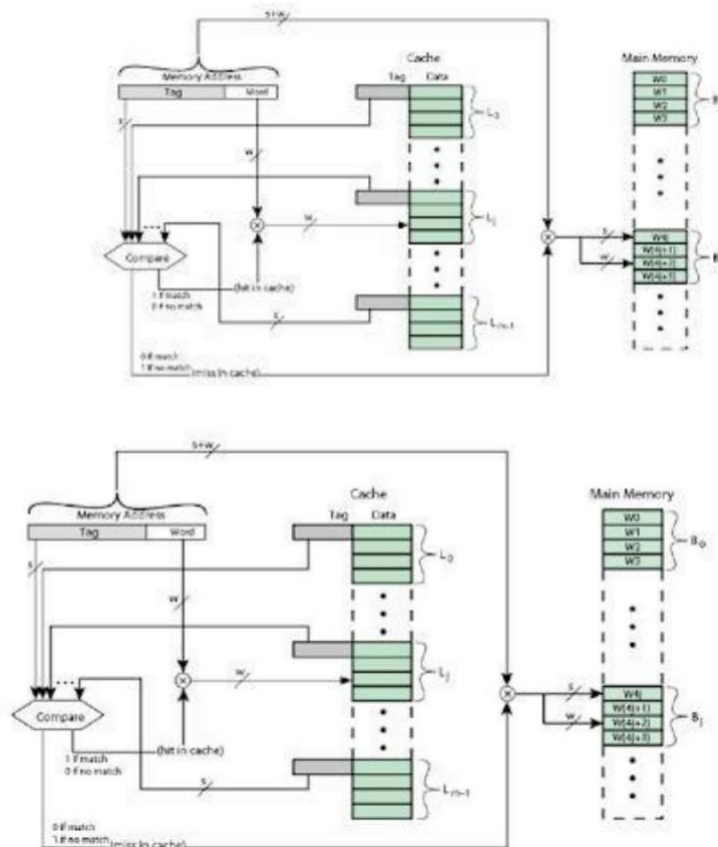 s+w
Cache
Main Memory
Memory Address
Tag Data
Tag Word
W0
W1
W2
W3
L0
B
s
w
w
Lj
s
w
W4j
W(4j+1)
W(4j+2)
W(4j+3)
B
Compare
(hit in cache)
1 if match
0 if no match
s
Lm-1
0 if match
1 if no match
(miss in cache)
s+w
Cache
Main Memory
Memory Address
Tag Data
Tag Word
W0
W1
W2
W3
L0
B0
s
w
w
Lj
s
w
W4j
W(4j+1)
W(4j+2)
W(4j+3)
Bj
Compare
(hit in cache)
1 if match
0 if no match
s
Lm-1
0 if match
1 if no match
(miss in cache)